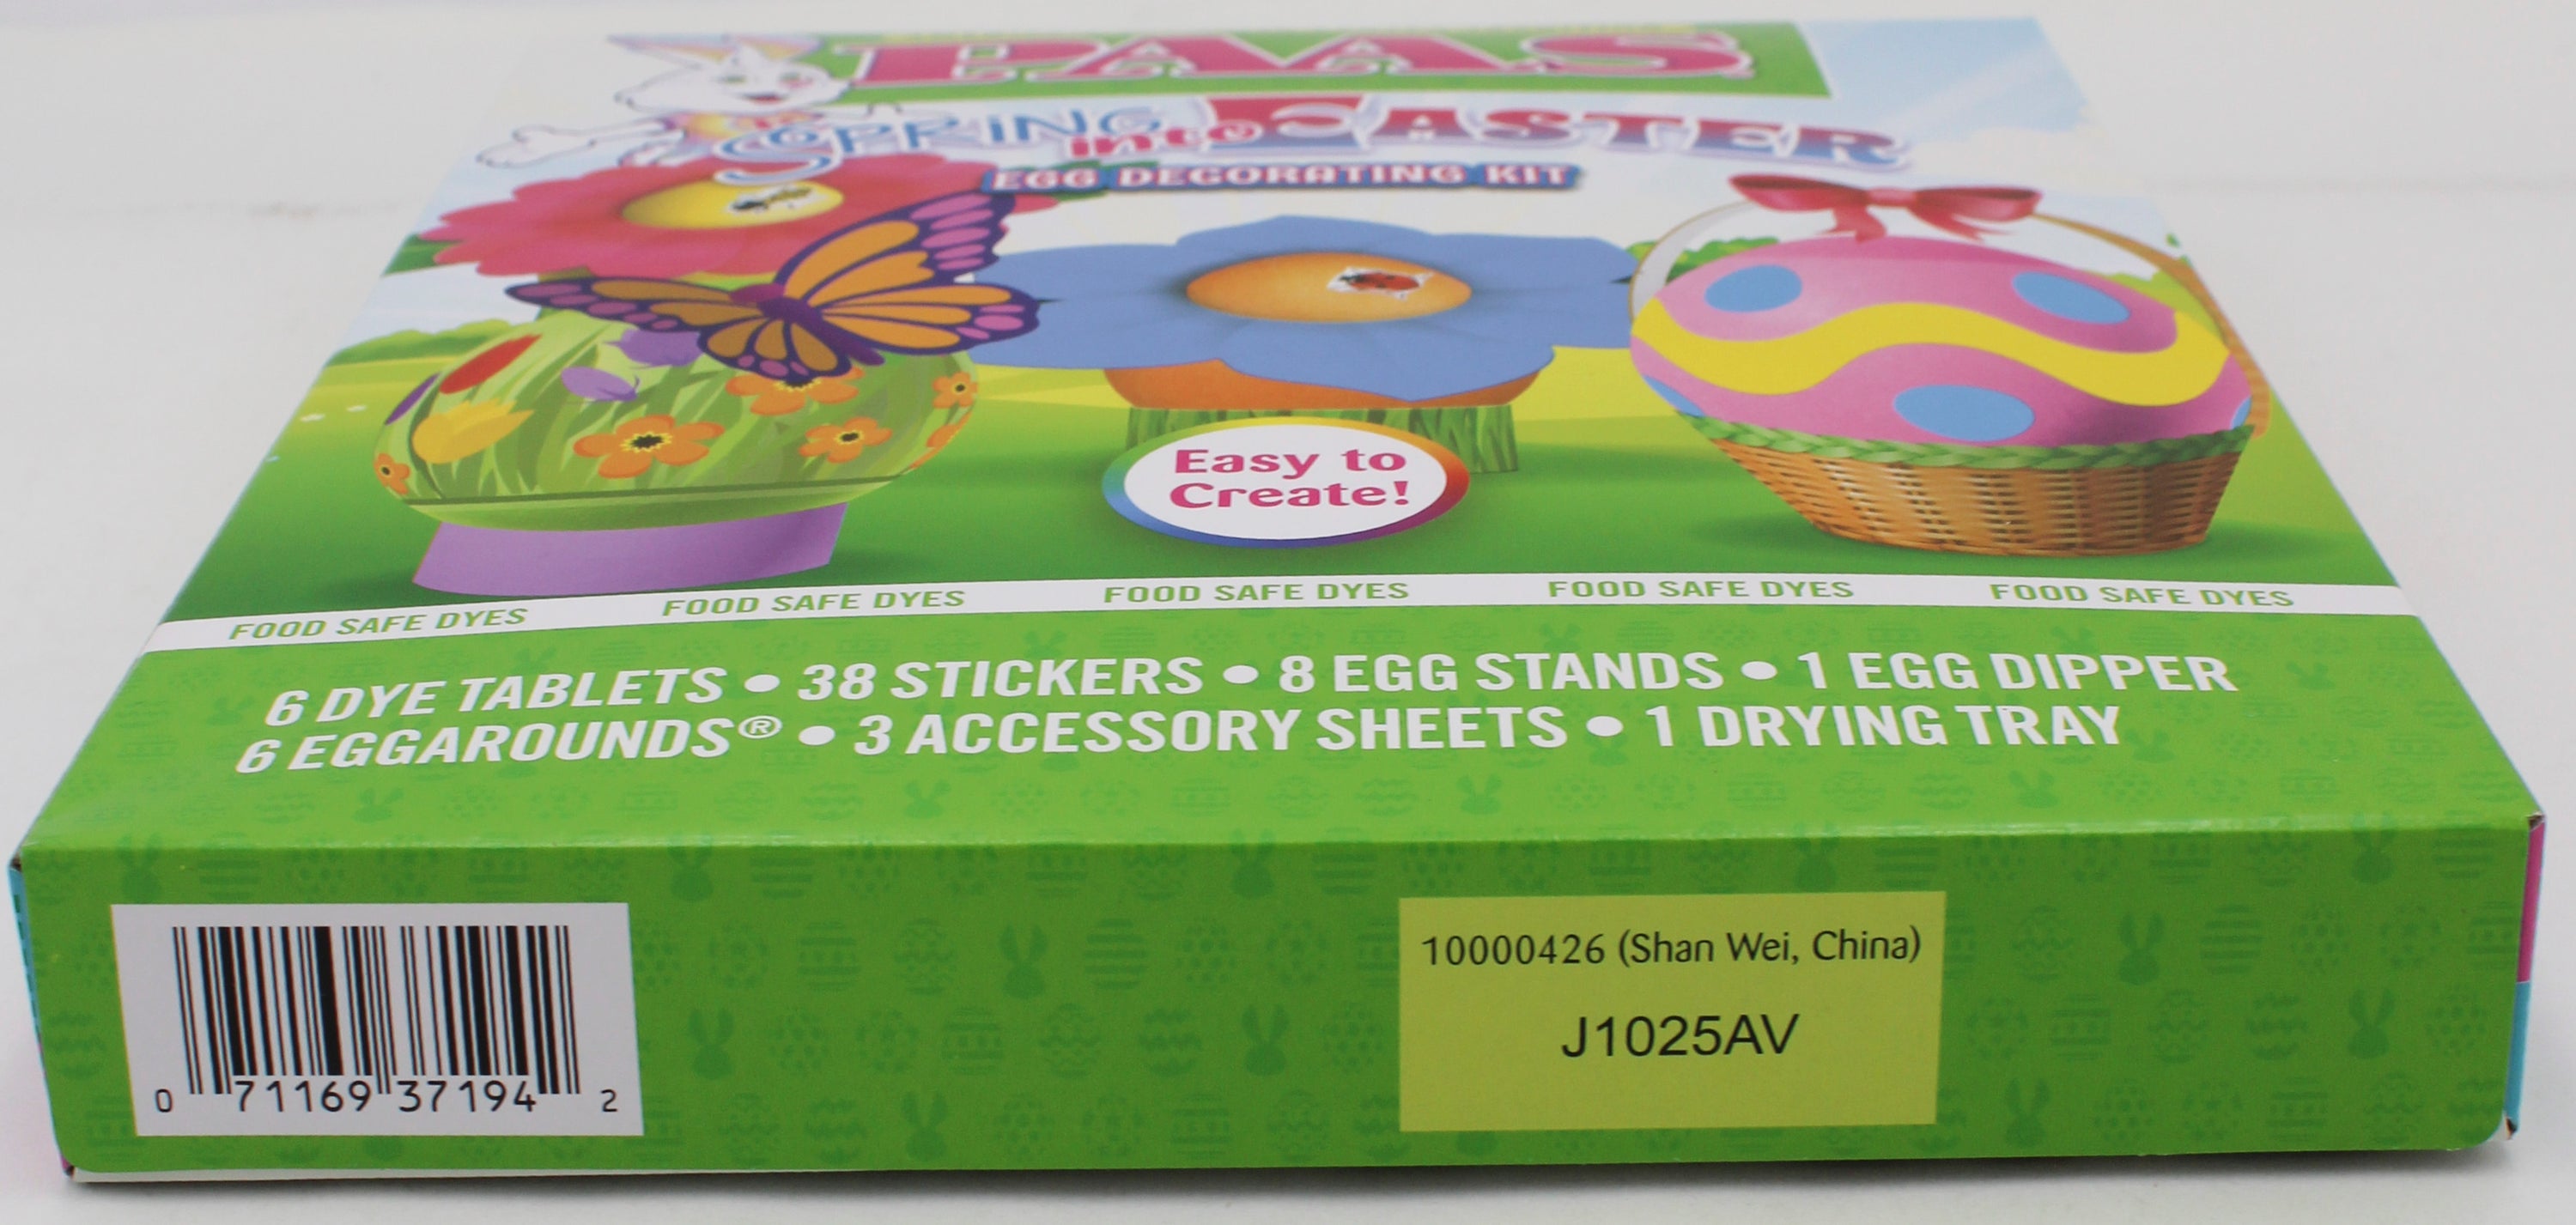 PAAS
SPRING into EASTER
EGG DECORATING KIT
Easy to
Create!
FOOD SAFE DYES FOOD SAFE DYES FOOD SAFE DYES FOOD SAFE DYES FOOD SAFE DYES
6 DYE TABLETS • 38 STICKERS • 8 EGG STANDS • 1 EGG DIPPER
6 EGGAROUNDS® • 3 ACCESSORY SHEETS • 1 DRYING TRAY
10000426 (Shan Wei, China)
J1025AV
0 71169 37194 2